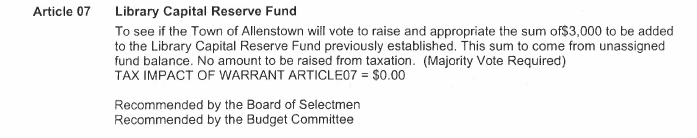 Article 07 Library Capital Reserve Fund
To see if the Town of Allenstown will vote to raise and appropriate the sum of$3,000 to be added
to the Library Capital Reserve Fund previously established. This sum to come from unassigned
fund balance. No amount to be raised from taxation. (Majority Vote Required)
TAX IMPACT OF WARRANT ARTICLE07 = $0.00
Recommended by the Board of Selectmen
Recommended by the Budget Committee